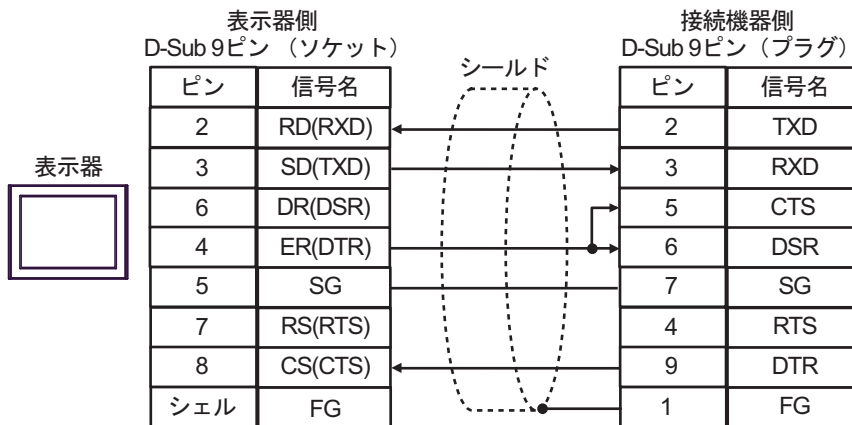 表示器側
D-Sub 9ピン （ソケット）
接続機器側
D-Sub 9ピン（プラグ）
シールド
表示器
ピン 信号名 ピン 信号名
2 RD(RXD) 2 TXD
3 SD(TXD) 3 RXD
6 DR(DSR) 5 CTS
4 ER(DTR) 6 DSR
5 SG 7 SG
7 RS(RTS) 4 RTS
8 CS(CTS) 9 DTR
シェル FG 1 FG